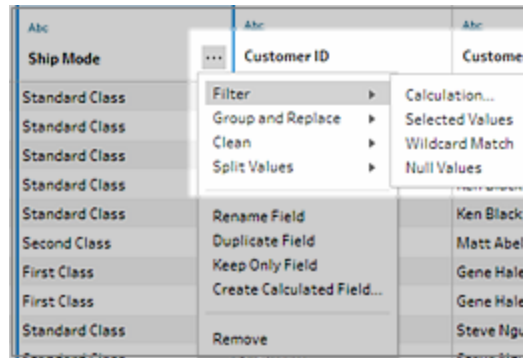 Abc Abc Abc
Ship Mode ... Customer ID Custome
Standard Class Filter Calculation...
Standard Class Group and Replace Selected Values
Standard Class Clean Wildcard Match
Standard Class Split Values Null Values
Standard Class Rename Field Ken Black
Second Class Duplicate Field Matt Abel
First Class Keep Only Field Gene Hale
First Class Create Calculated Field... Gene Hale
Standard Class Remove Steve Ngu